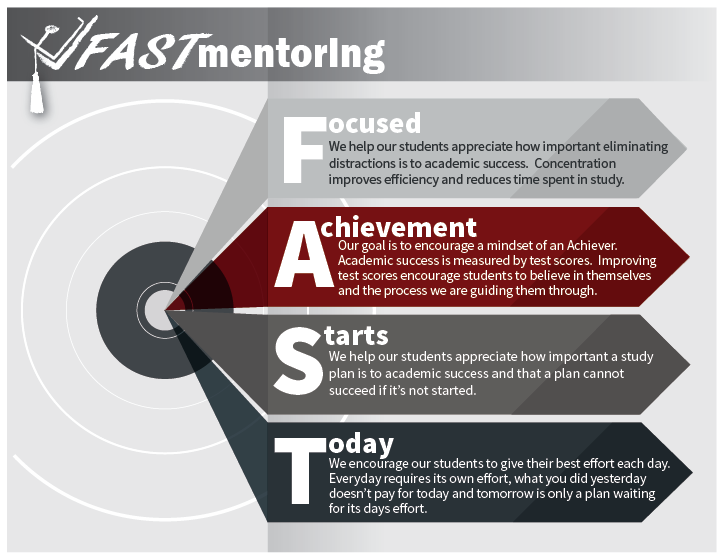 FAST mentoring
Focused
We help our students appreciate how important eliminating
distractions is to academic success. Concentration
improves efficiency and reduces time spent in study.
Achievement
Our goal is to encourage a mindset of an Achiever.
Academic success is measured by test scores. Improving
test scores encourage students to believe in themselves
and the process we are guiding them through.
Starts
We help our students appreciate how important a study
plan is to academic success and that a plan cannot
succeed if it's not started.
Today
We encourage our students to give their best effort each day.
Everyday requires its own effort, what you did yesterday
doesn't pay for today and tomorrow is only a plan waiting
for its days effort.